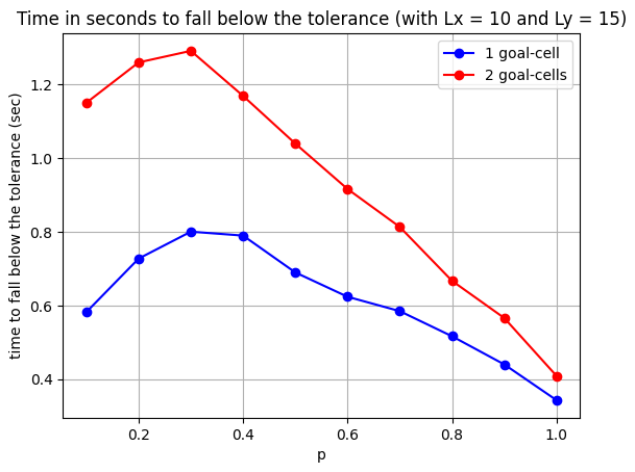 Time in seconds to fall below the tolerance (with Lx = 10 and Ly = 15)
1 goal-cell
2 goal-cells
time to fall below the tolerance (sec)
1.2
1.0
0.8
0.6
0.4
0.2 0.4 0.6 0.8 1.0
p